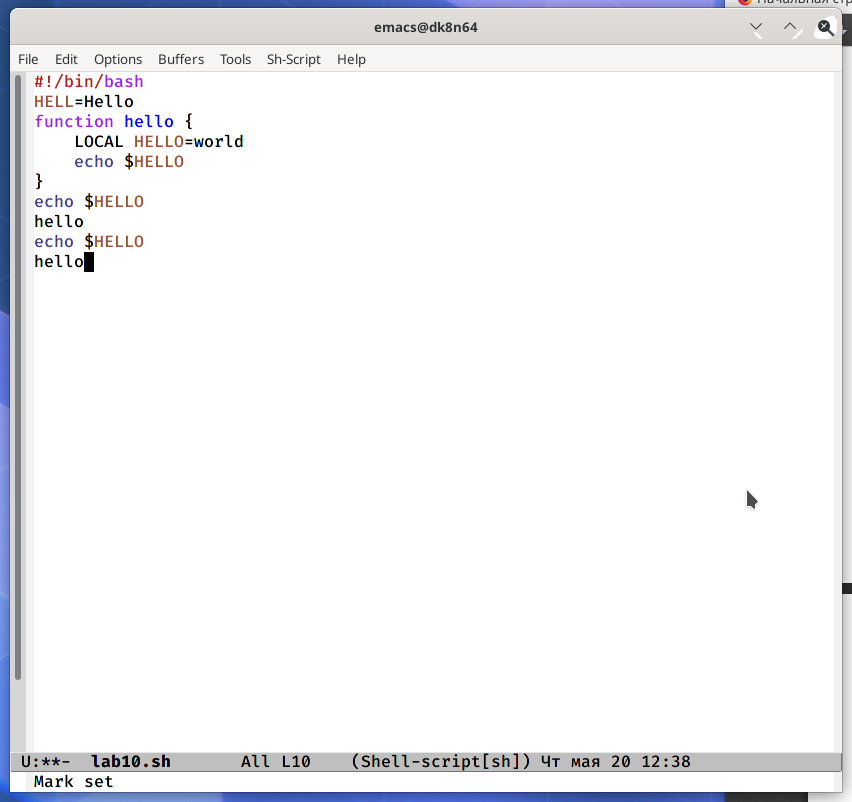 emacs@dk8n64
File Edit Options Buffers Tools Sh-Script Help
#!/bin/bash
HELL=Hello
function hello {
    LOCAL HELLO=world
    echo $HELLO
}
echo $HELLO
hello
echo $HELLO
hello
U:**- lab10.sh All L10 (Shell-script[sh]) Чт мая 20 12:38
Mark set